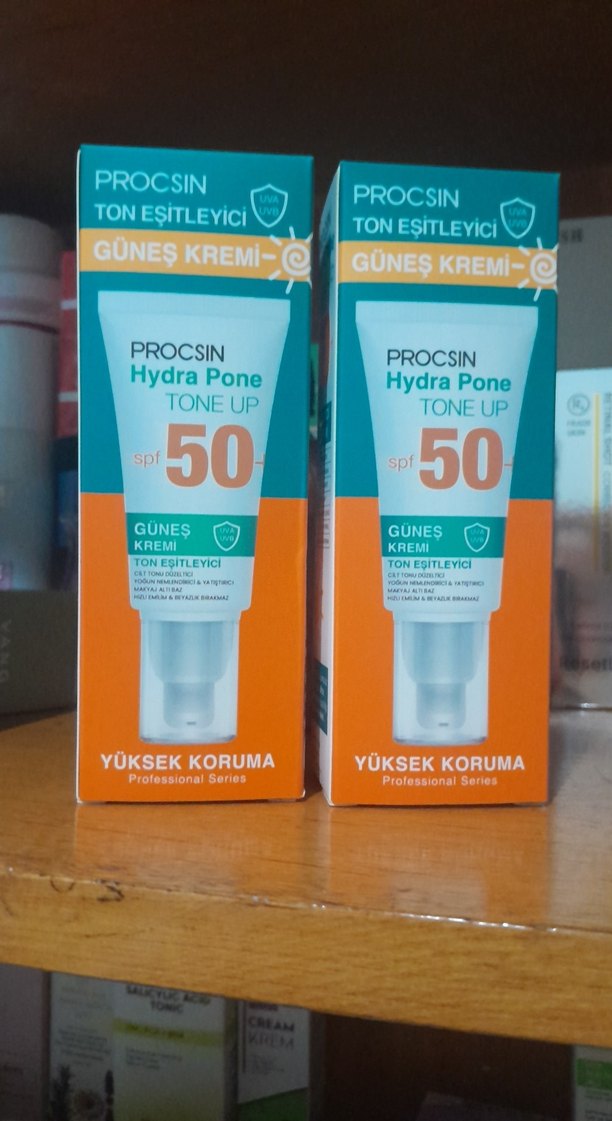 PROCSIN
TON EŞİTLEYİCİ
UVA
UVB
GÜNEŞ KREMİ
PROCSIN
Hydra Pone
TONE UP
spf 50+
GÜNEŞ
KREMİ
UVA
UVB
TON EŞİTLEYİCİ
CİLT TONU DÜZELTİCİ
YOĞUN NEMLENDİRİCİ & YATIŞTIRICI
MAKYAJ ALTI BAZ
HIZLI EMİLİM & BEYAZLIK BIRAKMAZ
YÜKSEK KORUMA
Professional Series
PROCSIN
TON EŞİTLEYİCİ
UVA
UVB
GÜNEŞ KREMİ
PROCSIN
Hydra Pone
TONE UP
spf 50+
GÜNEŞ
KREMİ
UVA
UVB
TON EŞİTLEYİCİ
CİLT TONU DÜZELTİCİ
YOĞUN NEMLENDİRİCİ & YATIŞTIRICI
MAKYAJ ALTI BAZ
HIZLI EMİLİM & BEYAZLIK BIRAKMAZ
YÜKSEK KORUMA
Professional Series
SALICYLIC ACID
TONIC
CREAM
KREM